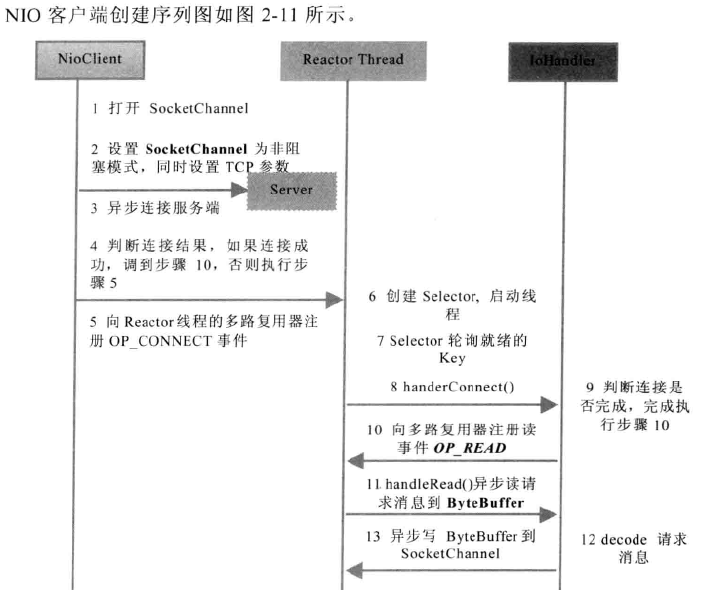 NIO 客户端创建序列图如图 2-11 所示。
NioClient
Reactor Thread
IoHandler
1 打开 SocketChannel
2 设置 SocketChannel 为非阻
塞模式，同时设置 TCP 参数
Server
3 异步连接服务端
4 判断连接结果，如果连接成
功，调到步骤 10，否则执行步
骤 5
5 向 Reactor 线程的多路复用器注
册 OP_CONNECT 事件
6 创建 Selector, 启动线
程
7 Selector 轮询就绪的
Key
8 handerConnect()
9 判断连接是
否完成，完成执
行步骤 10
10 向多路复用器注册读
事件 OP_READ
11 handleRead()异步读请
求消息到 ByteBuffer
12 decode 请求
消息
13 异步写 ByteBuffer 到
SocketChannel